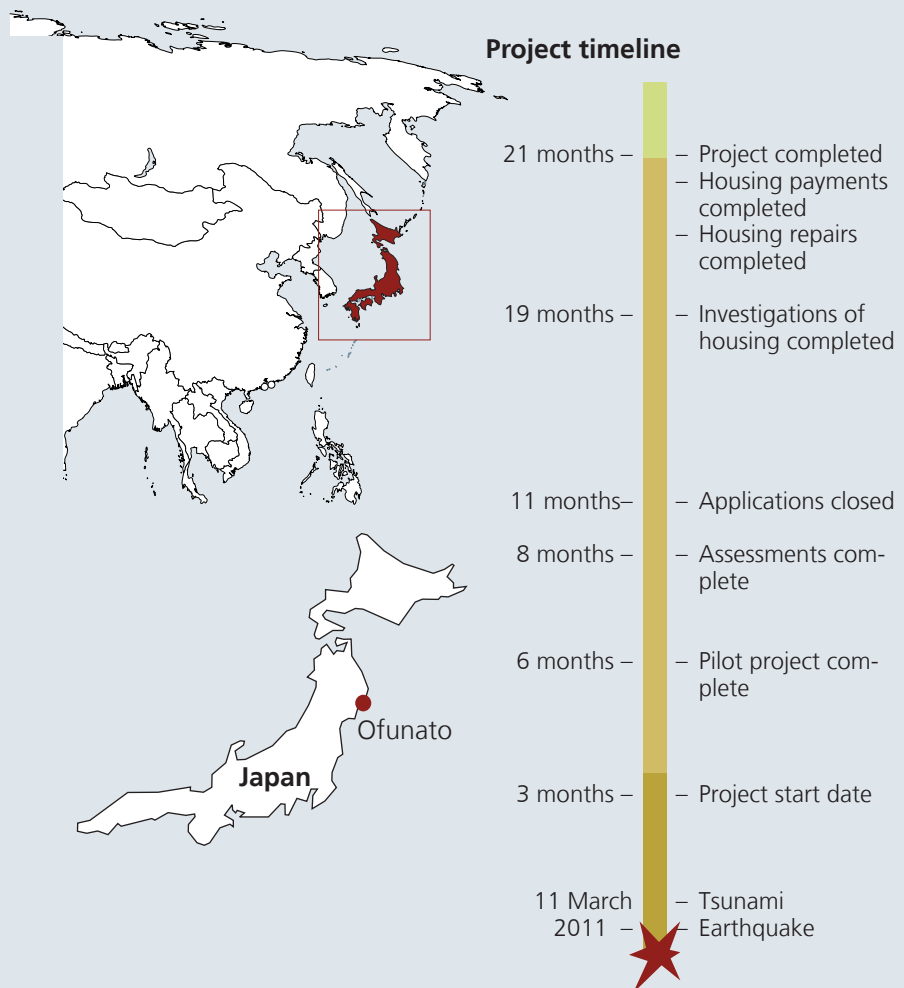 Project timeline
21 months – – Project completed
– Housing payments
completed
– Housing repairs
completed
19 months – – Investigations of
housing completed
11 months– – Applications closed
8 months – – Assessments com-
plete
6 months – – Pilot project com-
plete
3 months – – Project start date
11 March – Tsunami
2011 – – Earthquake
Ofunato
Japan